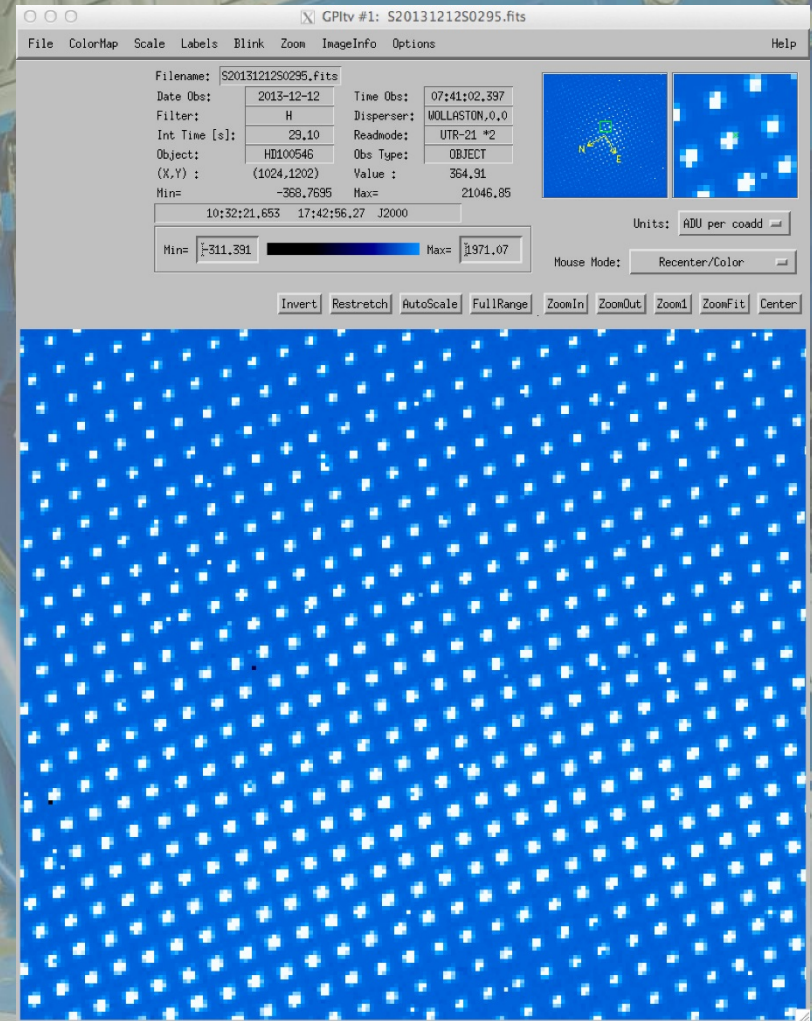 GPItv #1: S20131212S0295.fits
File ColorMap Scale Labels Blink Zoom ImageInfo Options Help
Filename: S20131212S0295.fits
Date Obs: 2013-12-12 Time Obs: 07:41:02.397
Filter: H Disperser: WOLLASTON,0.0
Int Time [s]: 29.10 Readmode: UTR-21 *2
Object: HD100546 Obs Type: OBJECT
(X,Y) : (1024,1202) Value : 364.91
Min= -368.7695 Max= 21046.85
10:32:21.653 17:42:56.27 J2000
N E
Units: ADU per coadd
Min= -311.391 Max= 1971.07
Mouse Mode: Recenter/Color
Invert Restretch AutoScale FullRange ZoomIn ZoomOut Zoom1 ZoomFit Center